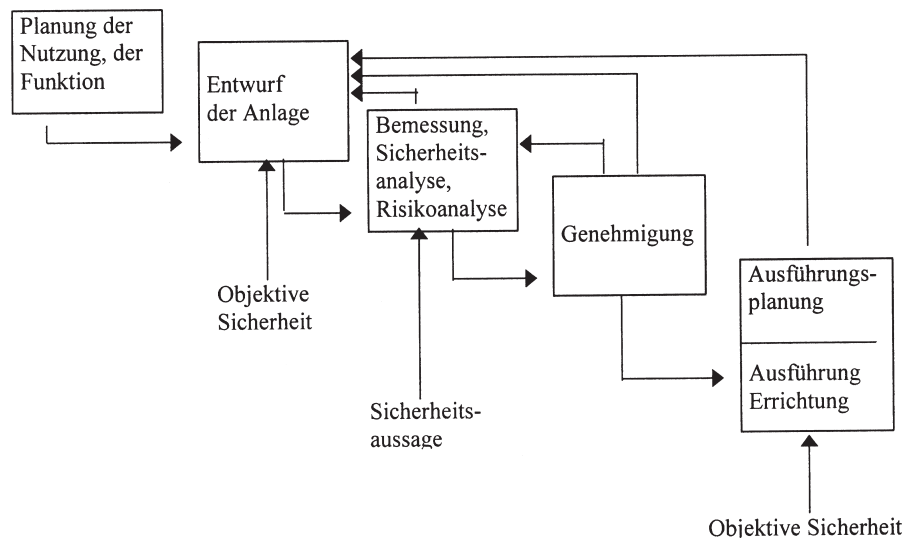 Planung der
Nutzung, der
Funktion
Entwurf
der Anlage
Bemessung,
Sicherheits-
analyse,
Risikoanalyse
Genehmigung
Ausführungs-
planung
Ausführung
Errichtung
Objektive
Sicherheit
Sicherheits-
aussage
Objektive Sicherheit